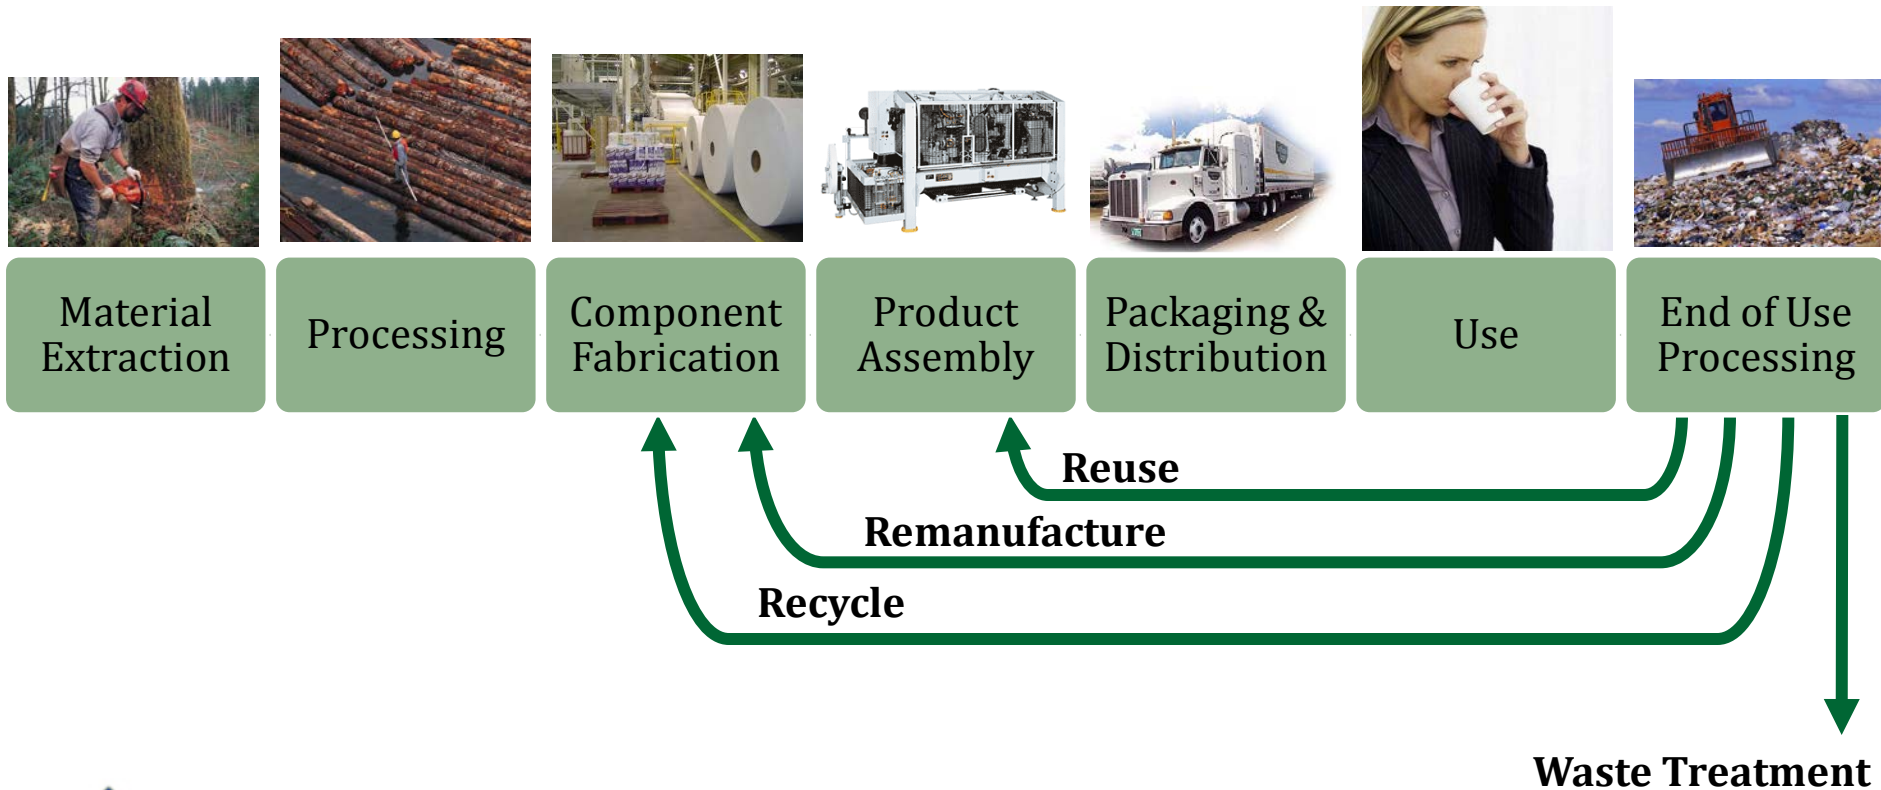 Material
Extraction
Processing
Component
Fabrication
Product
Assembly
Packaging &
Distribution
Use
End of Use
Processing
Reuse
Remanufacture
Recycle
Waste Treatment